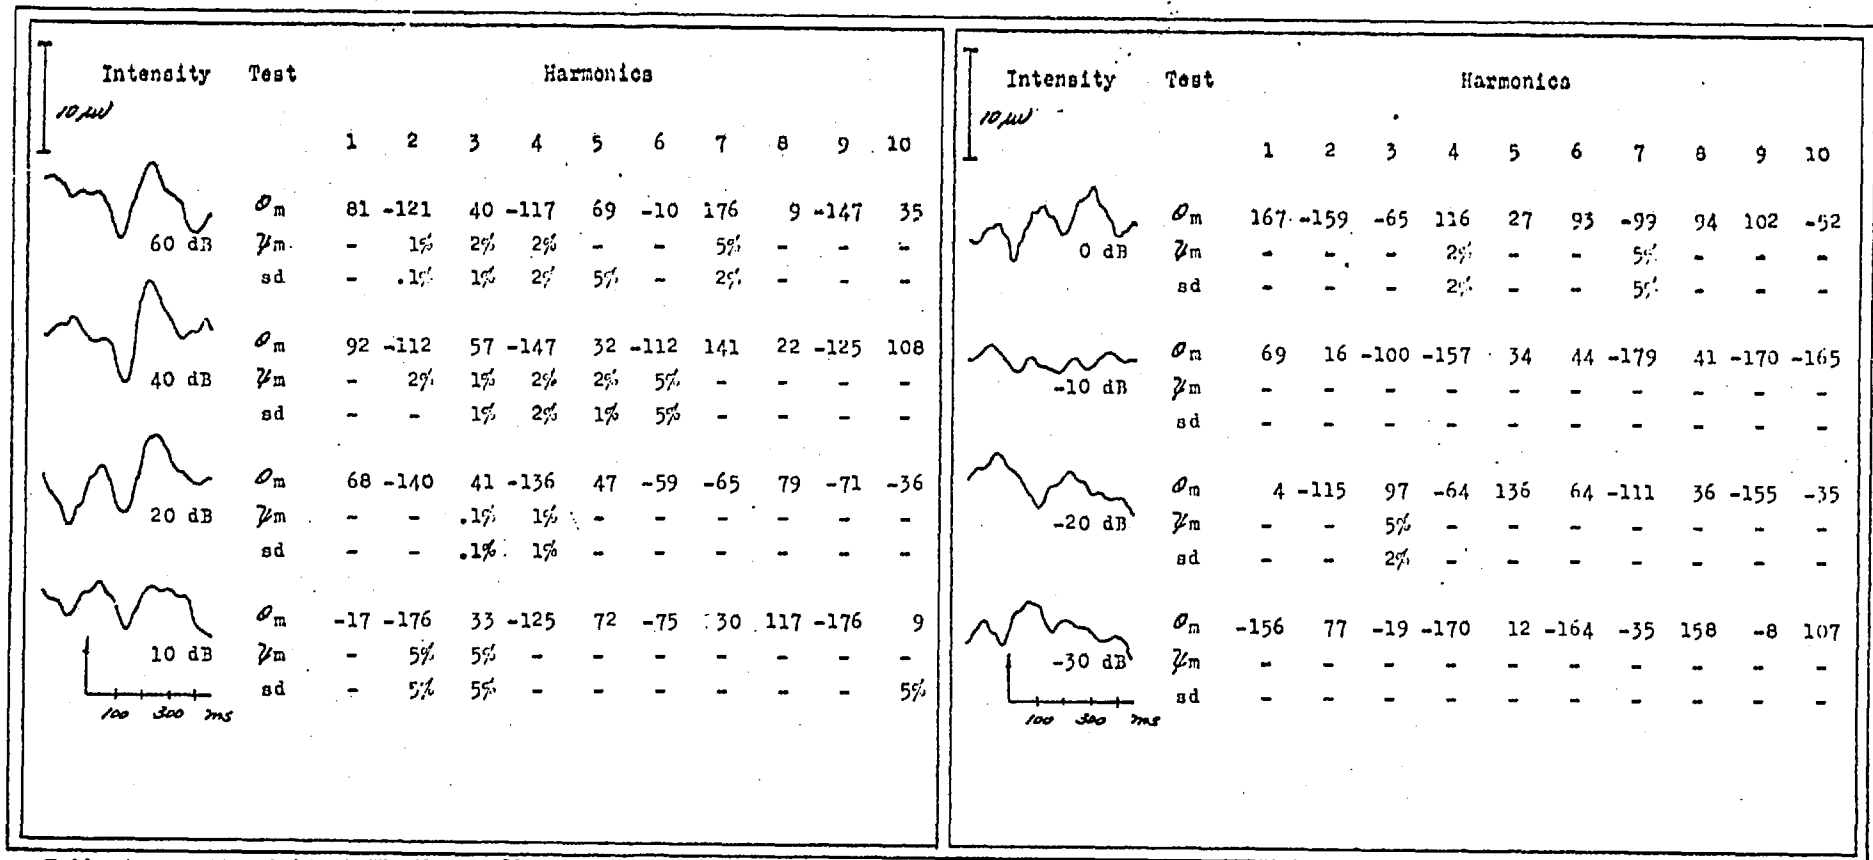 Intensity Test Harmonics
10 µv
1 2 3 4 5 6 7 8 9 10
θm 81 -121 40 -117 69 -10 176 9 -147 35
60 dB γm - 1% 2% 2% - - 5% - - -
sd - .1% 1% 2% 5% - 2% - - -
θm 92 -112 57 -147 32 -112 141 22 -125 108
40 dB γm - 2% 1% 2% 2% 5% - - - -
sd - - 1% 2% 1% 5% - - - -
θm 68 -140 41 -136 47 -59 -65 79 -71 -36
20 dB γm - - .1% 1% - - - - - -
sd - - .1% 1% - - - - - -
θm -17 -176 33 -125 72 -75 30 117 -176 9
10 dB γm - 5% 5% - - - - - - -
sd - 5% 5% - - - - - - 5%
100 300 ms
Intensity Test Harmonics
10 µv
1 2 3 4 5 6 7 8 9 10
θm 167 -159 -65 116 27 93 -99 94 102 -52
0 dB γm - - - 2% - - 5% - - -
sd - - - 2% - - 5% - - -
θm 69 16 -100 -157 34 44 -179 41 -170 -165
-10 dB γm - - - - - - - - - -
sd - - - - - - - - - -
θm 4 -115 97 -64 136 64 -111 36 -155 -35
-20 dB γm - - 5% - - - - - - -
sd - - 2% - - - - - - -
θm -156 77 -19 -170 12 -164 -35 158 -8 107
-30 dB γm - - - - - - - - - -
sd - - - - - - - - - -
100 300 ms